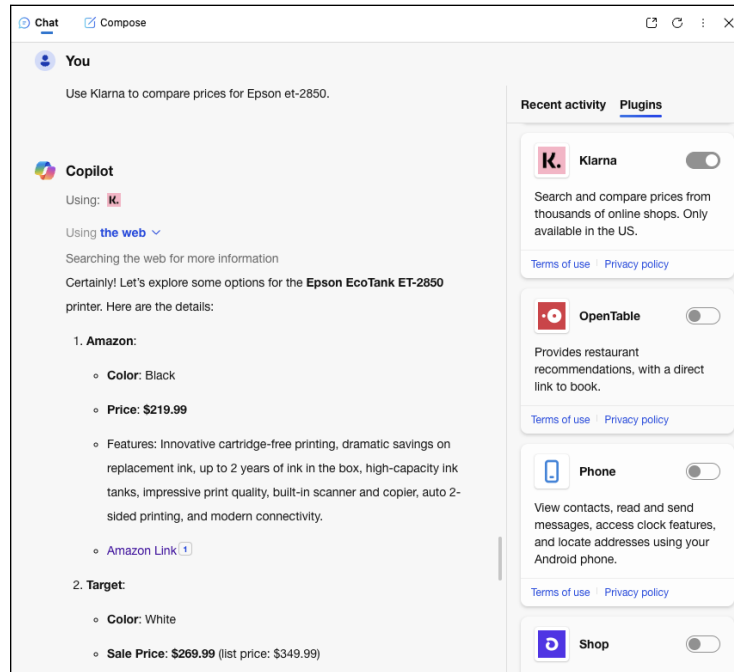 Chat
Compose
You
Use Klarna to compare prices for Epson et-2850.
Copilot
Using: K.
Using the web
Searching the web for more information
Certainly! Let’s explore some options for the Epson EcoTank ET-2850
printer. Here are the details:
1. Amazon:
Color: Black
Price: $219.99
Features: Innovative cartridge-free printing, dramatic savings on
replacement ink, up to 2 years of ink in the box, high-capacity ink
tanks, impressive print quality, built-in scanner and copier, auto 2-
sided printing, and modern connectivity.
Amazon Link 1
2. Target:
Color: White
Sale Price: $269.99 (list price: $349.99)
Recent activity
Plugins
K.
Klarna
Search and compare prices from
thousands of online shops. Only
available in the US.
Terms of use
Privacy policy
OpenTable
Provides restaurant
recommendations, with a direct
link to book.
Terms of use
Privacy policy
Phone
View contacts, read and send
messages, access clock features,
and locate addresses using your
Android phone.
Terms of use
Privacy policy
Shop